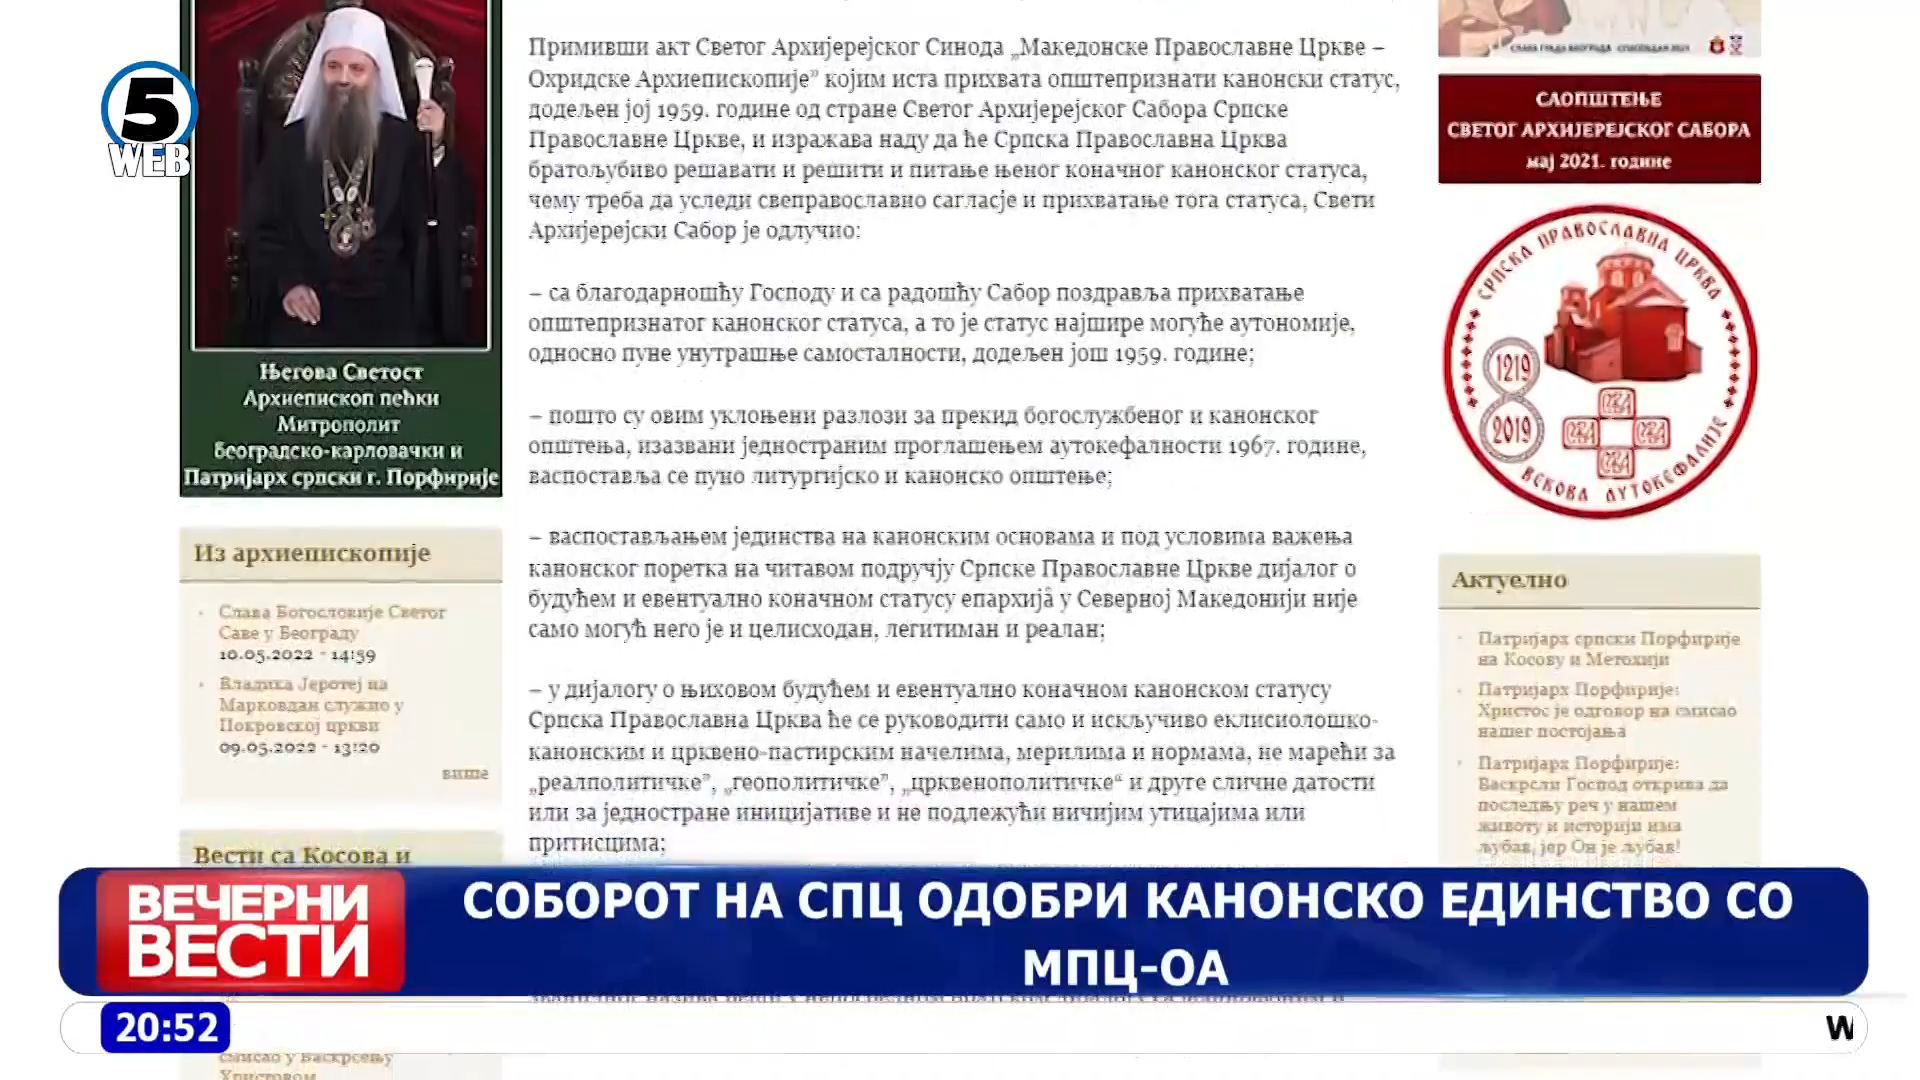 5
WEB
Његова Светост
Архиепископ пећки
Митрополит
Београдско-карловачки и
Патријарх српски г. Порфирије
Из архиепископије
Слава Богословије Светог
Саве у Београду
10.05.2022 - 14:59
Владика Јеротеј на
Марковдан служио у
Покровској цркви
09.05.2022 - 13:20
више
Вести са Косова и
смисао у Васкрсењу
Христовом
Примивши акт Светог Архијерејског Синода „Македонске Православне Цркве –
Охридске Архиепископије” којим иста прихвата општепризнати канонски статус,
додељен јој 1959. године од стране Светог Архијерејског Сабора Српске
Православне Цркве, и изражава наду да ће Српска Православна Црква
братољубиво решавати и решити и питање њеног коначног канонског статуса,
чему треба да уследи свеправославно сагласје и прихватање тога статуса, Свети
Архијерејски Сабор је одлучио:
– са благодарношћу Господу и са радошћу Сабор поздравља прихватање
општепризнатог канонског статуса, а то је статус најшире могуће аутономије,
односно пуне унутрашње самосталности, додељен још 1959. године;
– пошто су овим уклоњени разлози за прекид богослужбеног и канонског
општења, изазвани једностраним проглашењем аутокефалности 1967. године,
васпоставља се пуно литургијско и канонско општење;
– васпостављањем јединства на канонским основама и под условима важења
канонског поретка на читавом подручју Српске Православне Цркве дијалог о
будућем и евентуално коначном статусу епархијâ у Северној Македонији није
само могућ него је и целисходан, легитиман и реалан;
– у дијалогу о њиховом будућем и евентуално коначном канонском статусу
Српска Православна Црква ће се руководити само и искључиво еклисиолошко-
канонским и црквено-пастирским начелима, мерилима и нормама, не марећи за
„реалполитичке”, „геополитичке”, „црквенополитичке“ и друге сличне датости
или за једностране иницијативе и не подлежући ничијим утицајима или
притисцима;
СЛАВА ГРАДА БЕОГРАДА СПАСОВДАН 2021
САОПШТЕЊЕ
СВЕТОГ АРХИЈЕРЕЈСКОГ САБОРА
мај 2021. године
СРПСКА ПРАВОСЛАВНА ЦРКВА
1219
2019
8 ВЕКОВА АУТОКЕФАЛИЈЕ
Актуелно
Патријарх српски Порфирије
на Косову и Метохији
Патријарх Порфирије:
Христос је одговор на смисао
нашег постојања
Патријарх Порфирије:
Васкрсли Господ открива да
последњу реч у нашем
животу и историји има
љубав, јер Он је љубав!
ВЕЧЕРНИ
ВЕСТИ
СОБОРОТ НА СПЦ ОДОБРИ КАНОНСКО ЕДИНСТВО СО
МПЦ-ОА
20:52
W